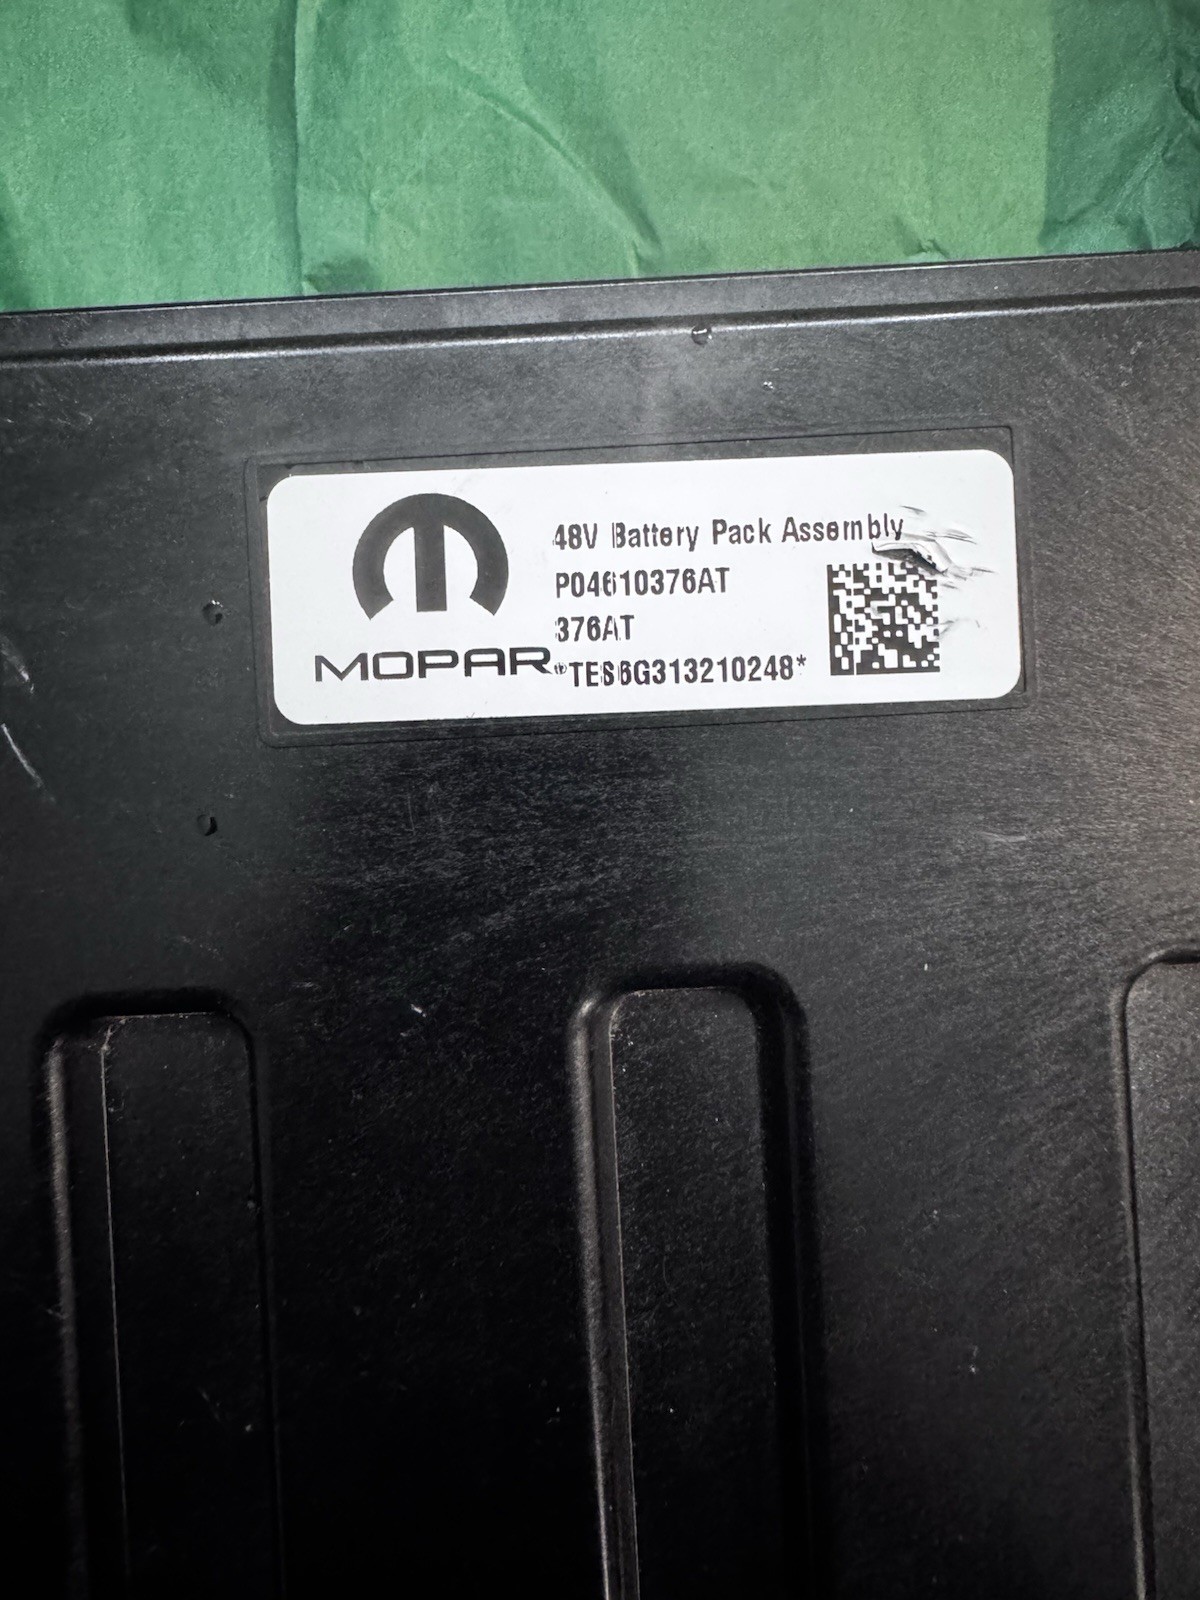 48V Battery Pack Assembly
P04610376AT
376AT
MOPAR®
*TES6G313210248*